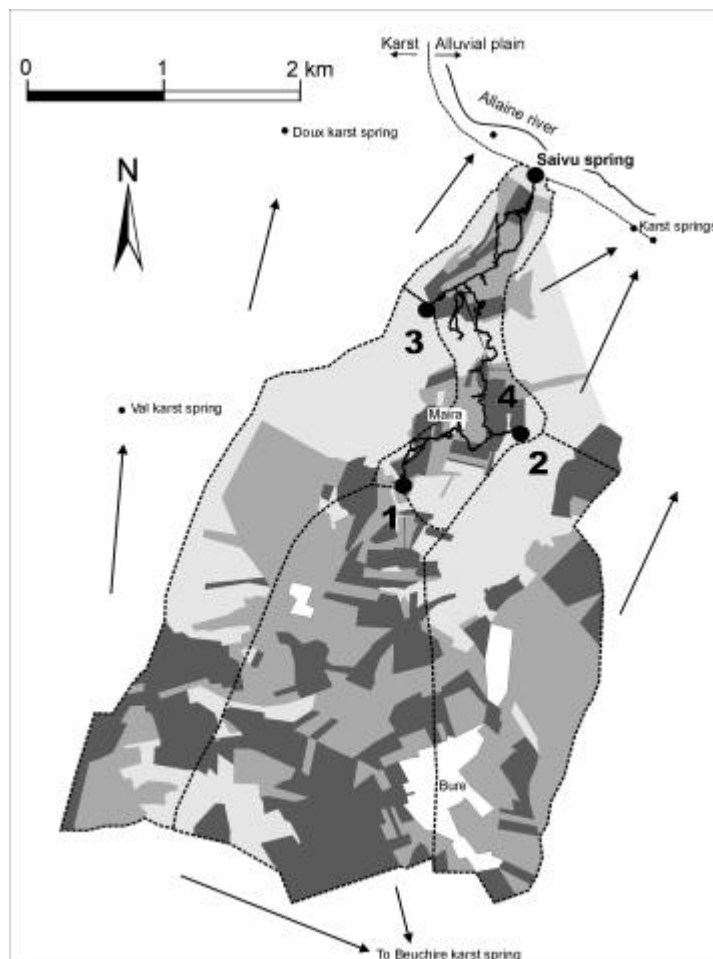 Karst Alluvial plain
0 1 2 km
Allaine river
Doux karst spring
Saivu spring
N
Karst springs
3
4
Maira
Val karst spring
2
1
Bure
To Beuchire karst spring